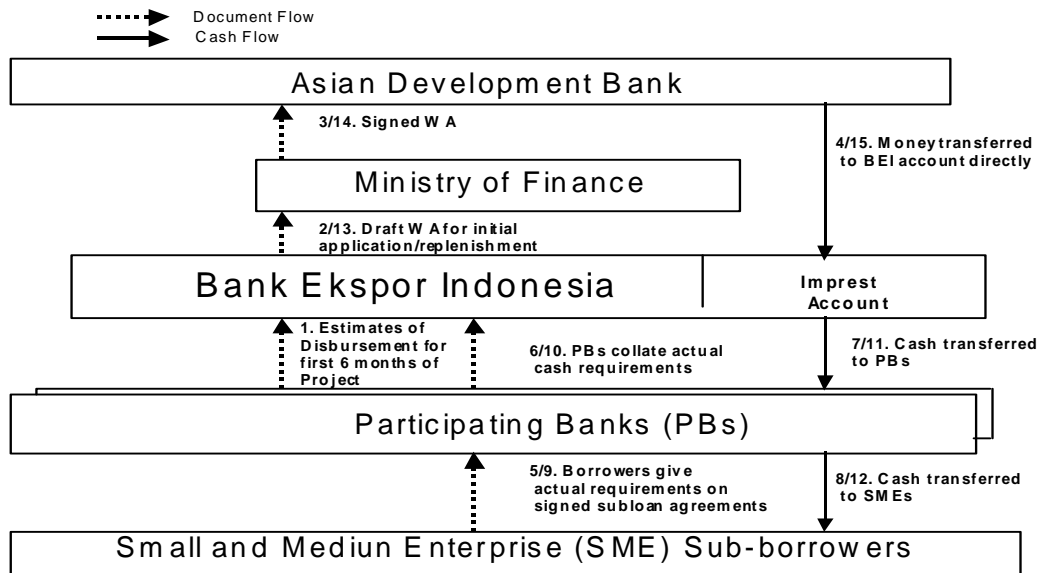 Document Flow
Cash Flow
Asian Development Bank
3/14. Signed WA
4/15. Money transferred
to BEI account directly
Ministry of Finance
2/13. Draft WA for initial
application/replenishment
Bank Ekspor Indonesia
Imprest
Account
1. Estimates of
Disbursement for
first 6 months of
Project
6/10. PBs collate actual
cash requirements
7/11. Cash transferred
to PBs
Participating Banks (PBs)
5/9. Borrowers give
actual requirements on
signed subloan agreements
8/12. Cash transferred
to SMEs
Small and Mediun Enterprise (SME) Sub-borrowers